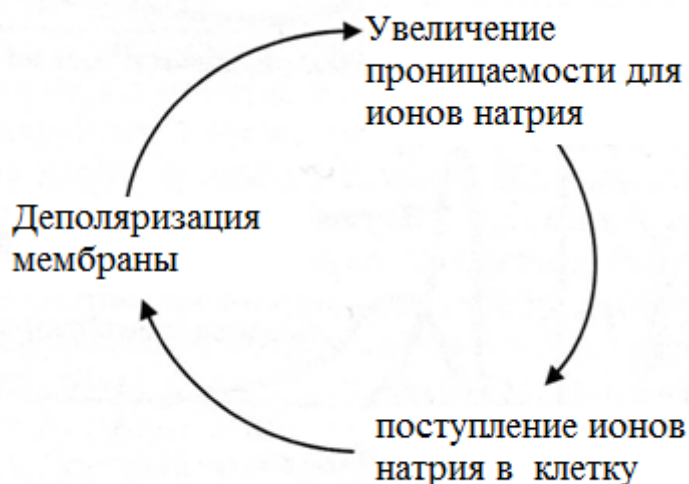 Увеличение
проницаемости для
ионов натрия
Деполяризация
мембраны
поступление ионов
натрия в клетку